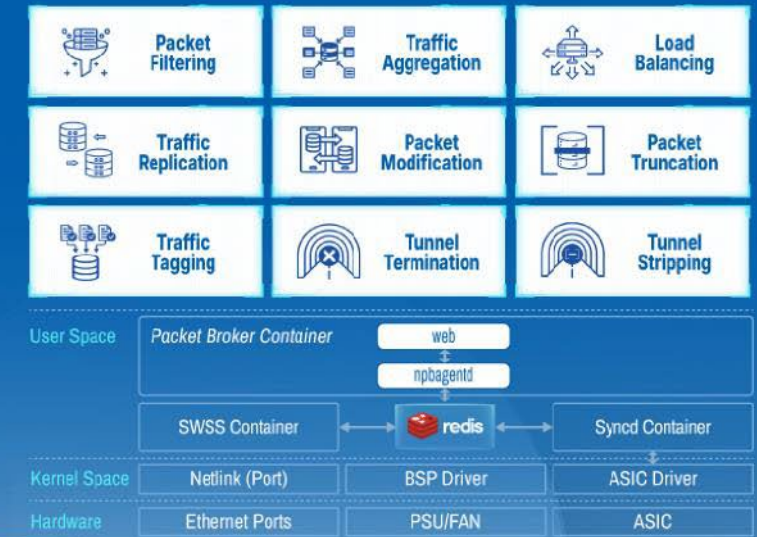 Packet
Filtering
Traffic
Aggregation
Load
Balancing
Traffic
Replication
Packet
Modification
Packet
Truncation
Traffic
Tagging
Tunnel
Termination
Tunnel
Stripping
User Space
Packet Broker Container
web
npbagentd
SWSS Container
redis
Syncd Container
Kernel Space
Netlink (Port)
BSP Driver
ASIC Driver
Hardware
Ethernet Ports
PSU/FAN
ASIC